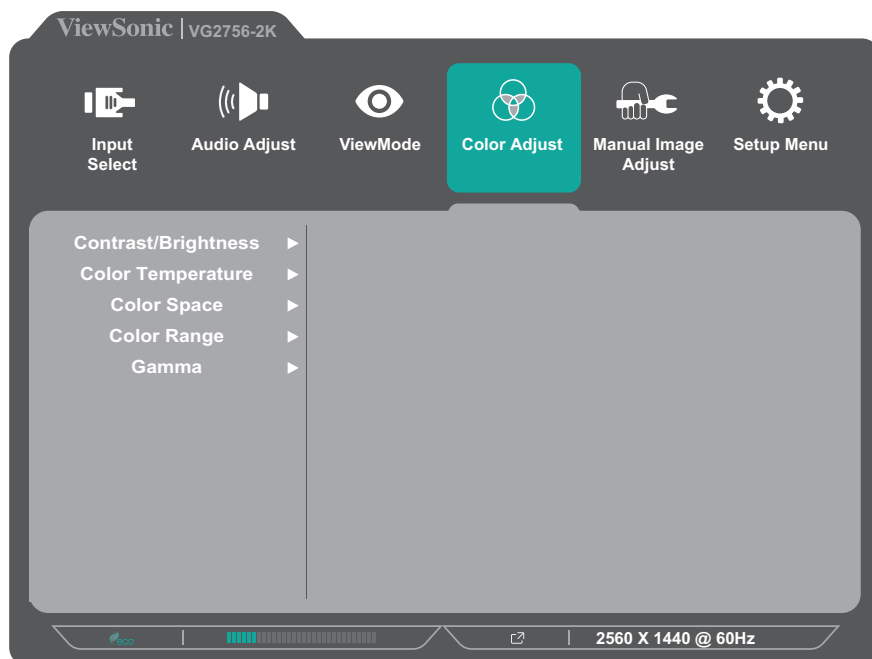 ViewSonic | VG2756-2K
Input
Select
Audio Adjust
ViewMode
Color Adjust
Manual Image
Adjust
Setup Menu
Contrast/Brightness
Color Temperature
Color Space
Color Range
Gamma
eco
2560 X 1440 @ 60Hz